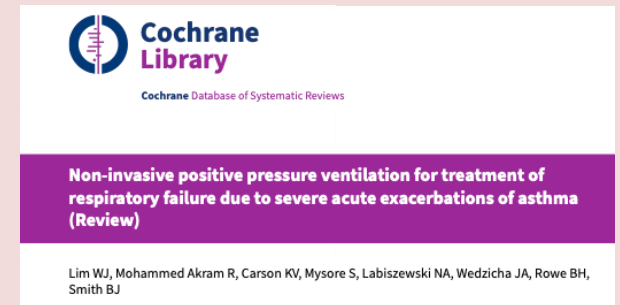 Cochrane
Library
Cochrane Database of Systematic Reviews
Non-invasive positive pressure ventilation for treatment of
respiratory failure due to severe acute exacerbations of asthma
(Review)
Lim WJ, Mohammed Akram R, Carson KV, Mysore S, Labiszewski NA, Wedzicha JA, Rowe BH,
Smith BJ